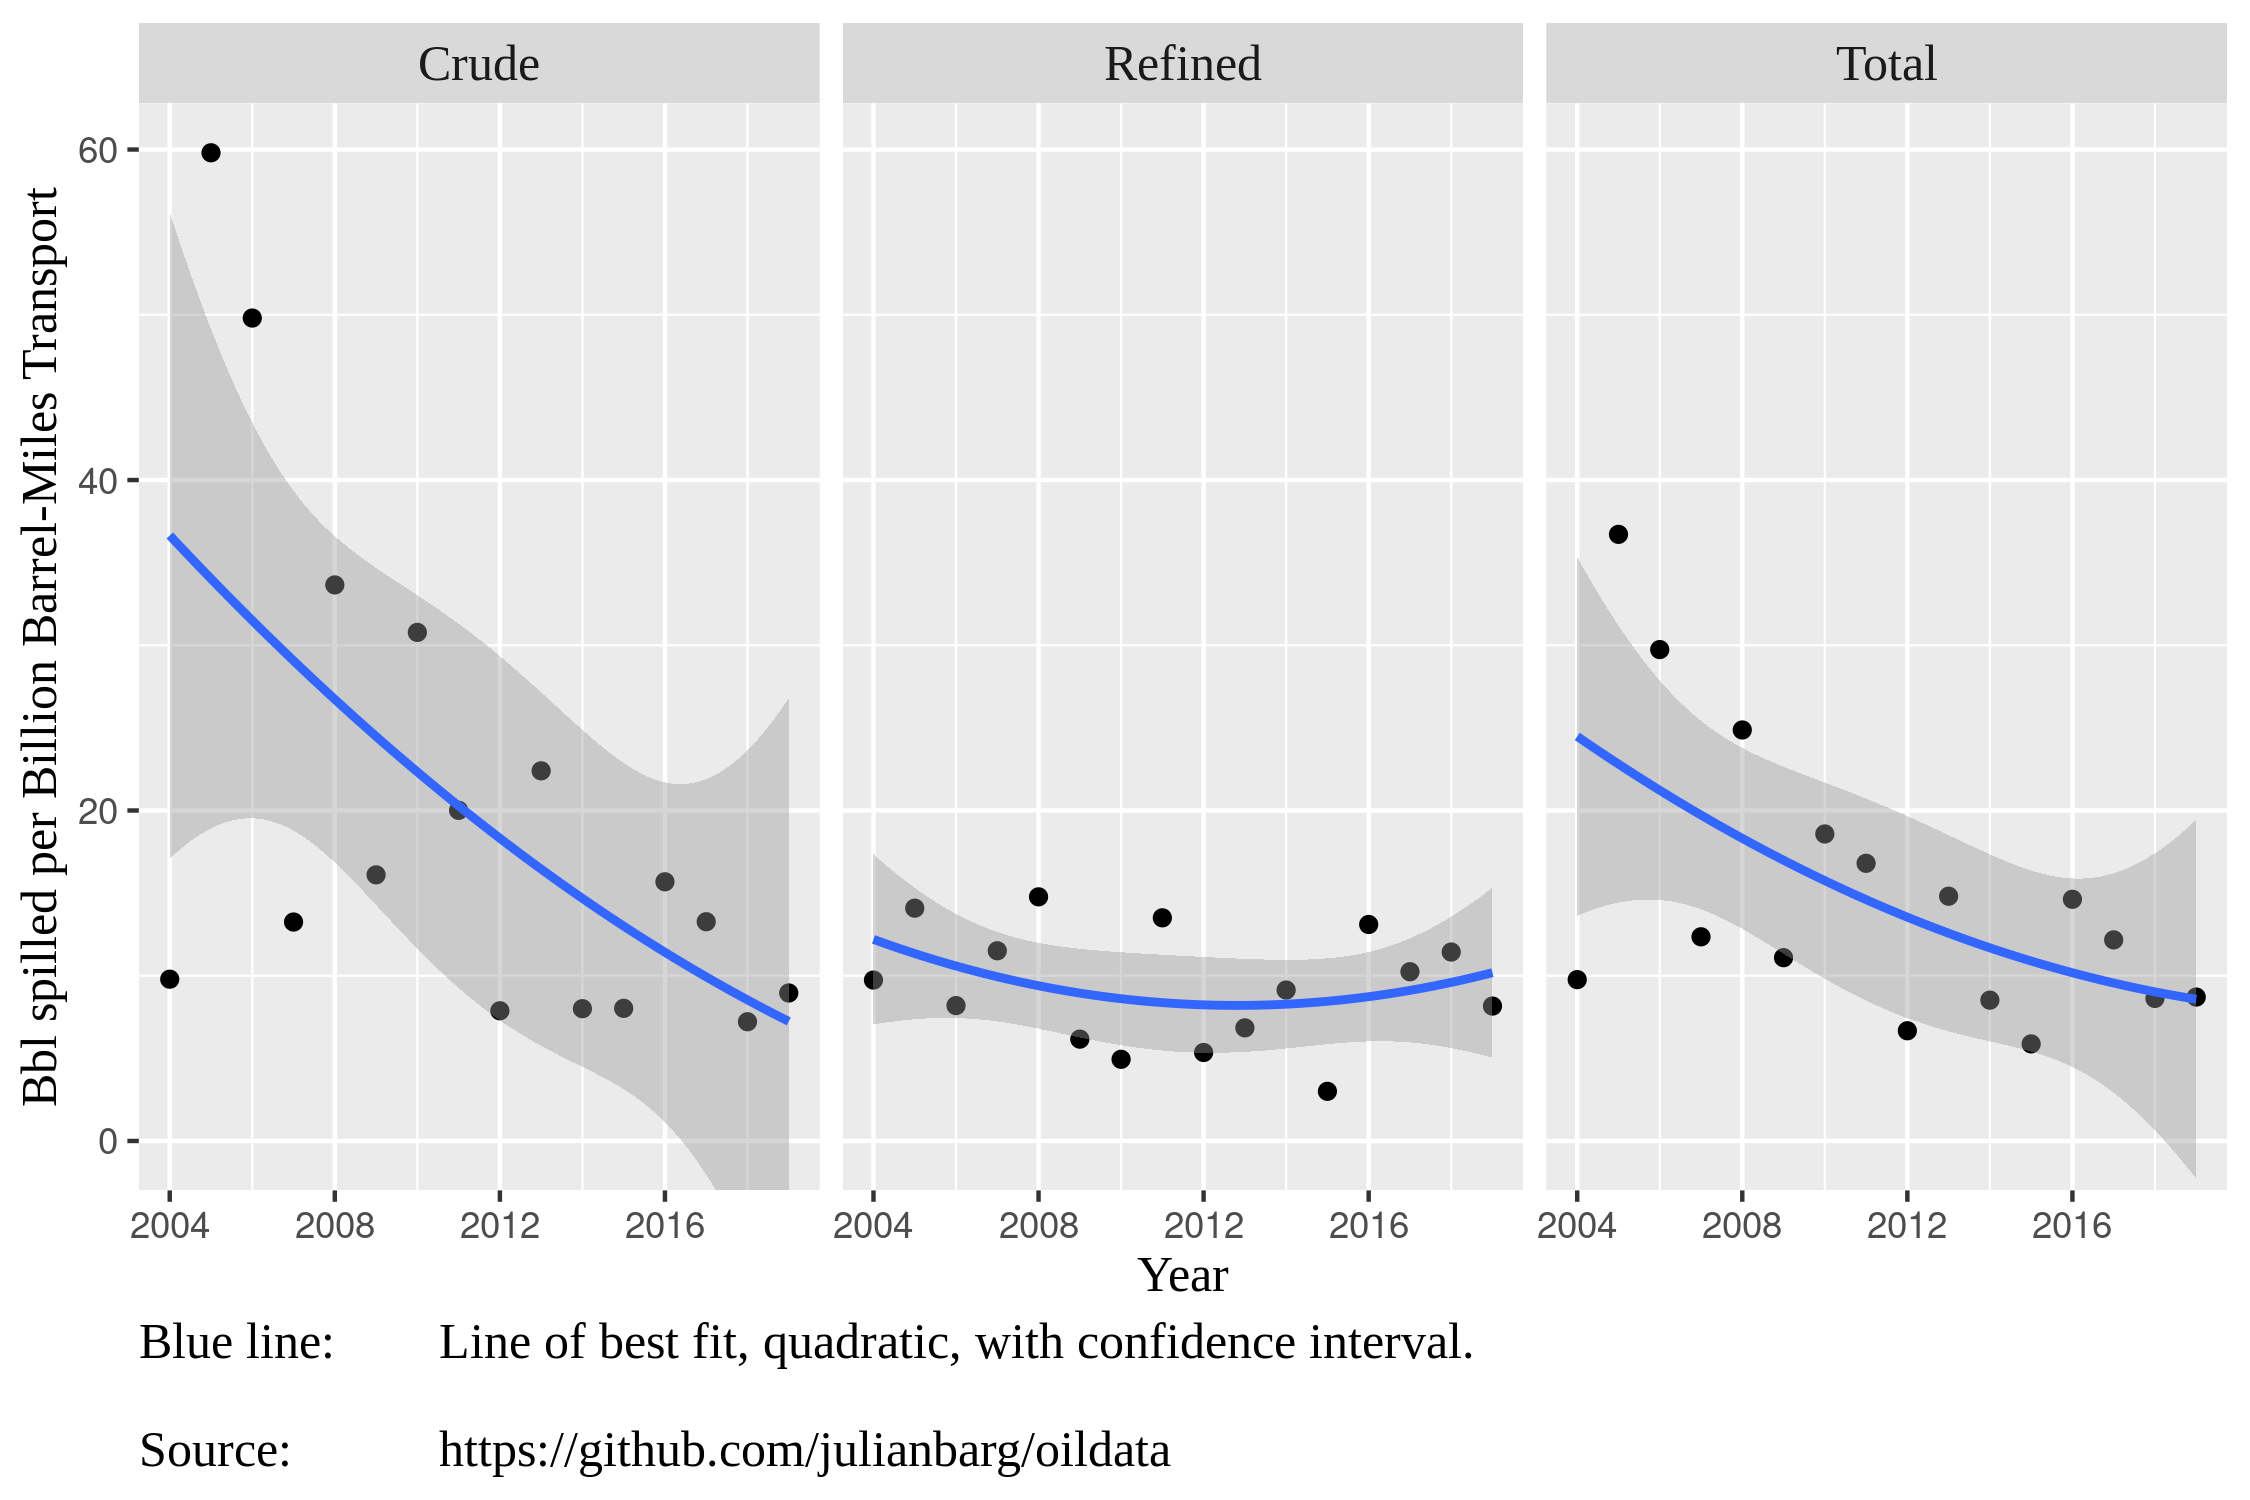 Crude Refined Total
Bbl spilled per Billion Barrel-Miles Transport
60
40
20
0
2004 2008 2012 2016 2004 2008 2012 2016 2004 2008 2012 2016
Year
Blue line: Line of best fit, quadratic, with confidence interval.
Source: https://github.com/julianbarg/oildata